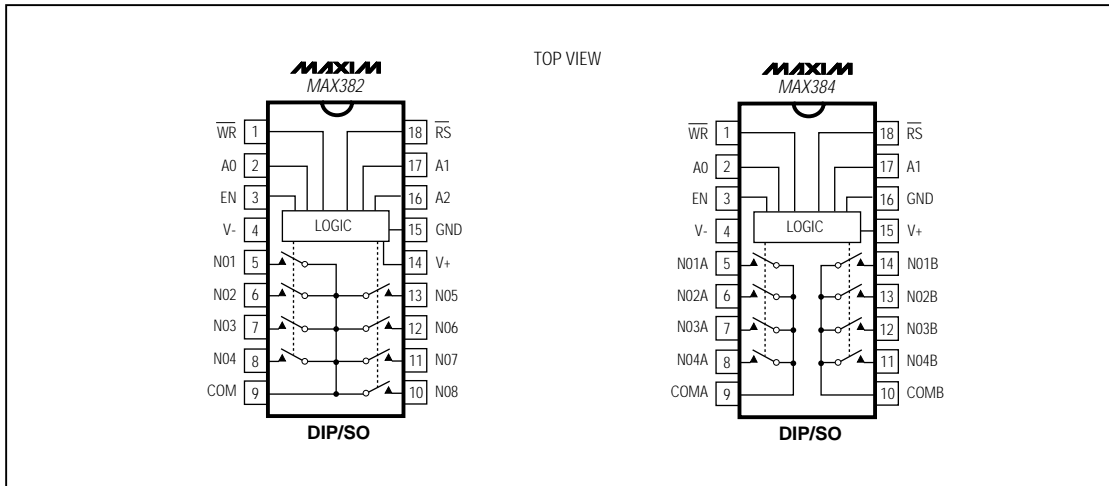 TOP VIEW
MAXIM
MAX382
WR 1
A0 2
EN 3
V- 4
N01 5
N02 6
N03 7
N04 8
COM 9
18 RS
17 A1
16 A2
15 GND
14 V+
13 N05
12 N06
11 N07
10 N08
LOGIC
DIP/SO
MAXIM
MAX384
WR 1
A0 2
EN 3
V- 4
N01A 5
N02A 6
N03A 7
N04A 8
COMA 9
18 RS
17 A1
16 GND
15 V+
14 N01B
13 N02B
12 N03B
11 N04B
10 COMB
LOGIC
DIP/SO